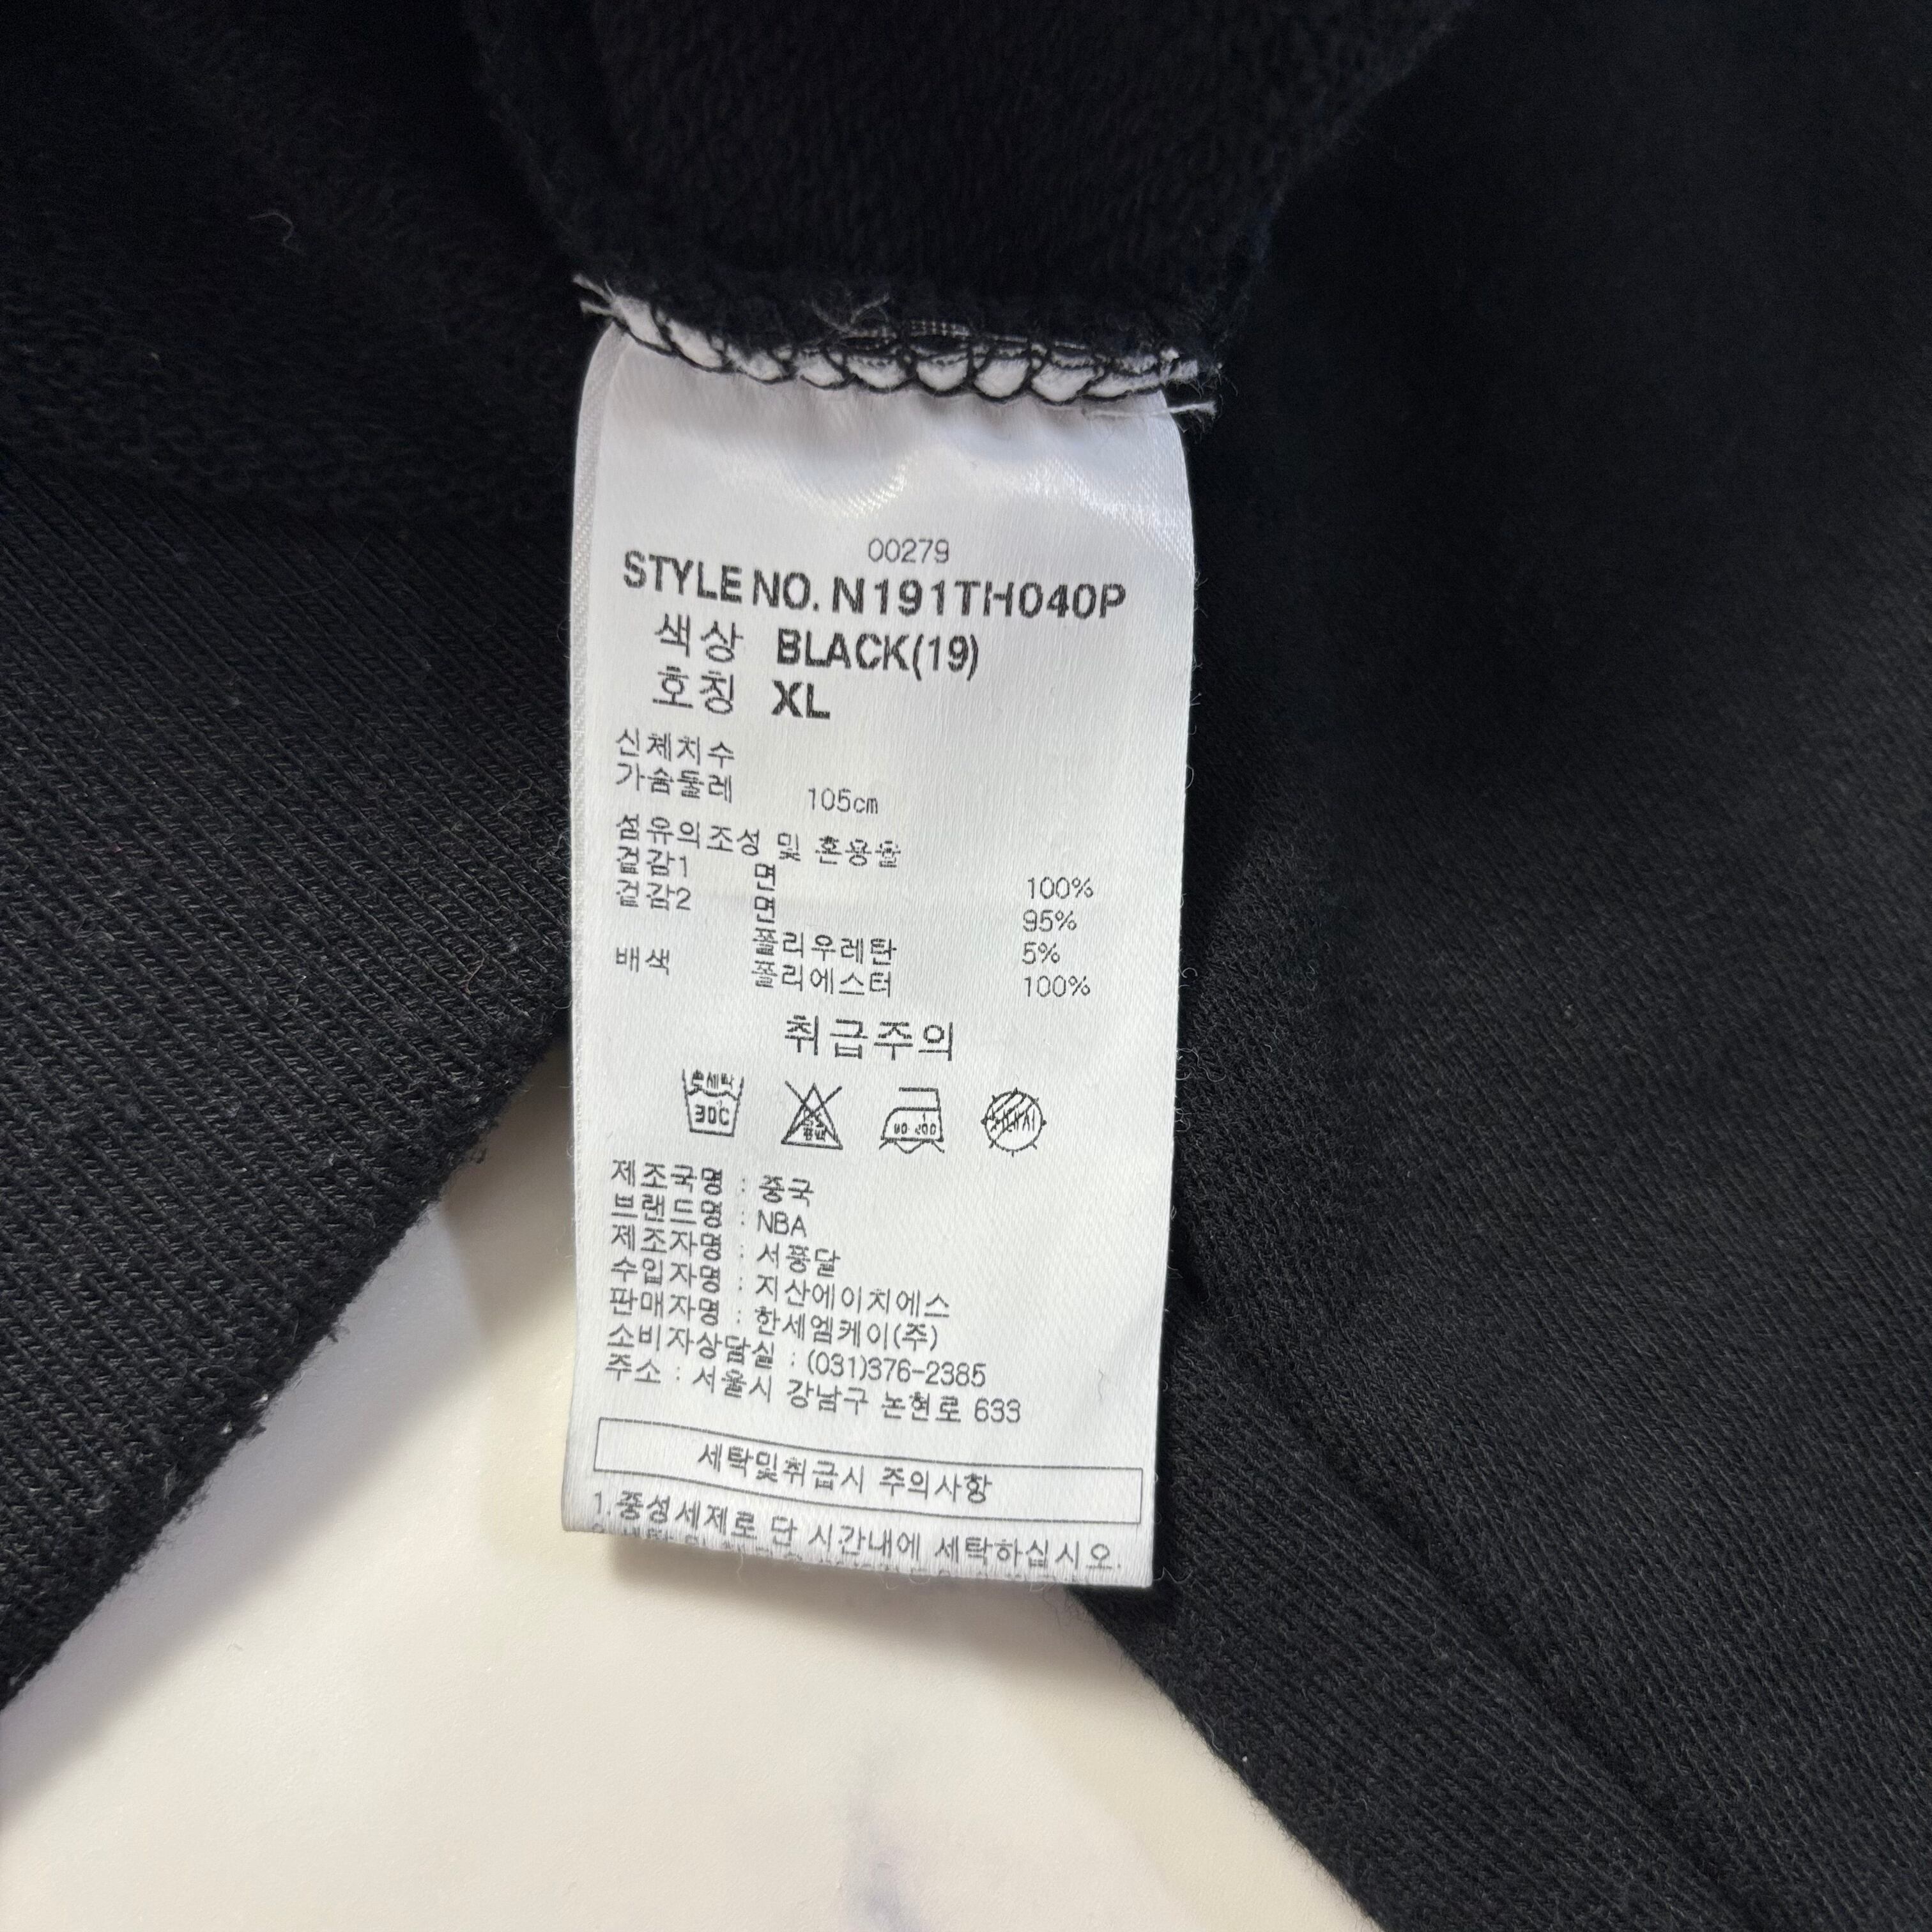 00279
STYLE NO. N191TH040P
색상 BLACK(19)
호칭 XL
신체치수
가슴둘레 105cm
섬유의조성 및 혼용율
겉감1 면 100%
겉감2 면 95%
폴리우레탄 5%
배색 폴리에스터 100%
취급주의
손세탁
30C
제조국명 : 중국
브랜드명 : NBA
제조자명 : 서풍달
수입자명 : 지산에이치에스
판매자명 : 한세엠케이(주)
소비자상담실 : (031)376-2385
주소 : 서울시 강남구 논현로 633
세탁및취급시 주의사항
1.중성세제로 단 시간내에 세탁하십시오.